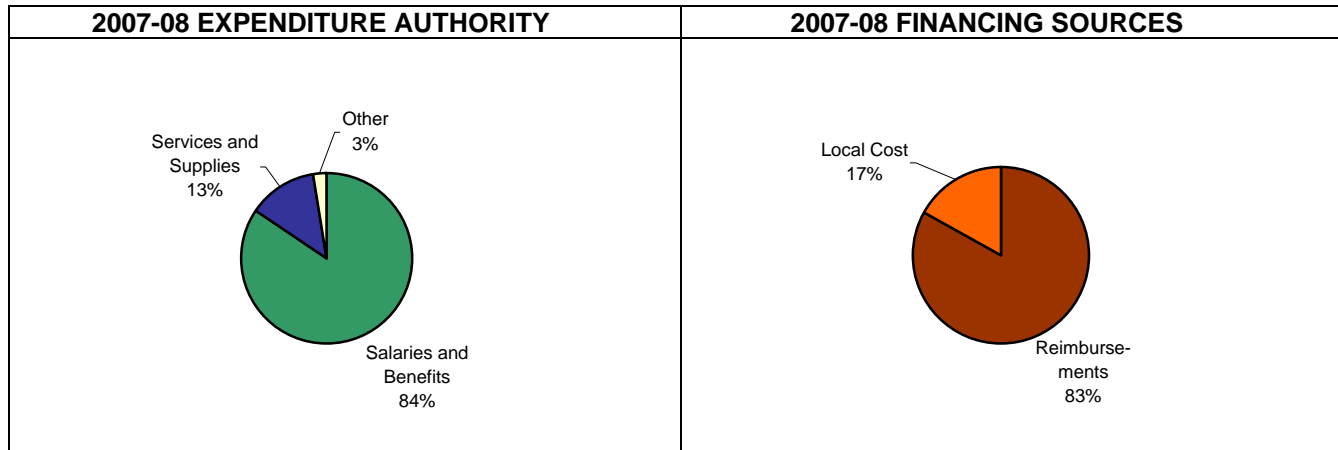 2007-08 EXPENDITURE AUTHORITY
2007-08 FINANCING SOURCES
Other
3%
Services and
Supplies
13%
Salaries and
Benefits
84%
Local Cost
17%
Reimburse-
ments
83%